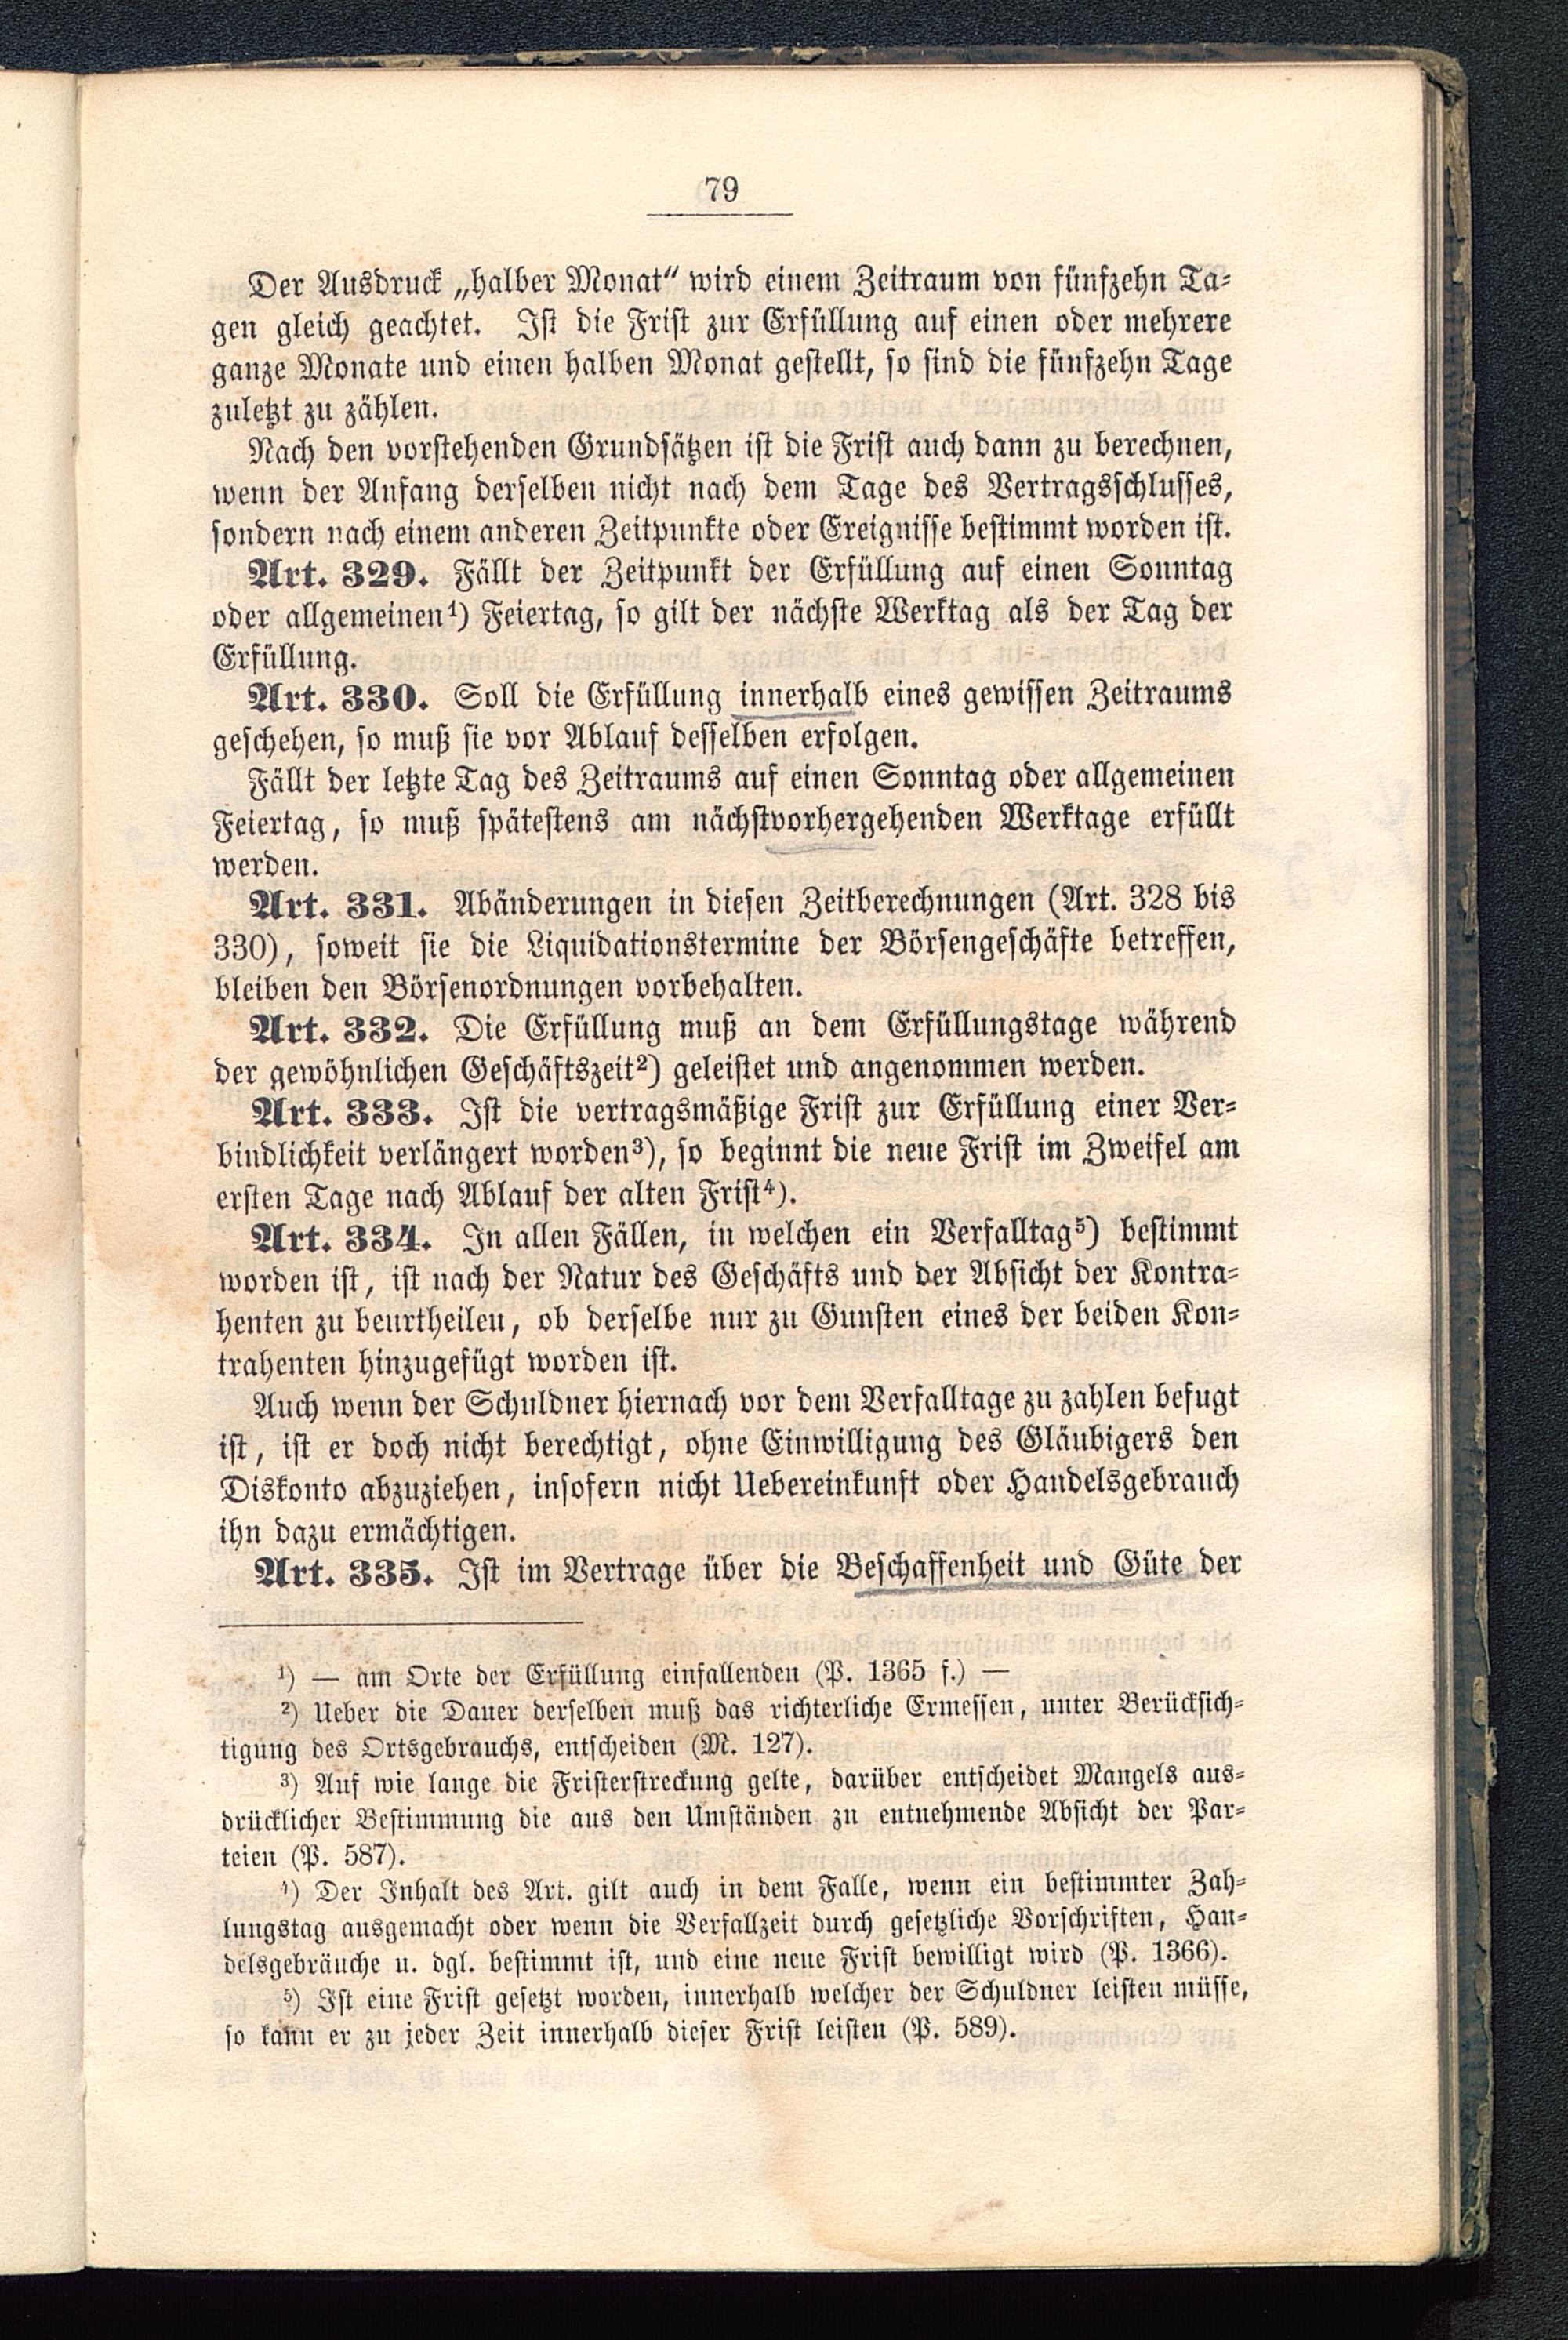 79
Der Ausdruck „halber Monat“ wird einem Zeitraum von fünfzehn Ta-
gen gleich geachtet. Ist die Frist zur Erfüllung auf einen oder mehrere
ganze Monate und einen halben Monat gestellt, so sind die fünfzehn Tage
zuletzt zu zählen.
Nach den vorstehenden Grundsätzen ist die Frist auch dann zu berechnen,
wenn der Anfang derselben nicht nach dem Tage des Vertragsschlusses,
sondern nach einem anderen Zeitpunkte oder Ereignisse bestimmt worden ist.
Art. 329. Fällt der Zeitpunkt der Erfüllung auf einen Sonntag
oder allgemeinen¹) Feiertag, so gilt der nächste Werktag als der Tag der
Erfüllung.
Art. 330. Soll die Erfüllung innerhalb eines gewissen Zeitraums
geschehen, so muß sie vor Ablauf desselben erfolgen.
Fällt der letzte Tag des Zeitraums auf einen Sonntag oder allgemeinen
Feiertag, so muß spätestens am nächstvorhergehenden Werktage erfüllt
werden.
Art. 331. Abänderungen in diesen Zeitberechnungen (Art. 328 bis
330), soweit sie die Liquidationstermine der Börsengeschäfte betreffen,
bleiben den Börsenordnungen vorbehalten.
Art. 332. Die Erfüllung muß an dem Erfüllungstage während
der gewöhnlichen Geschäftszeit²) geleistet und angenommen werden.
Art. 333. Ist die vertragsmäßige Frist zur Erfüllung einer Ver-
bindlichkeit verlängert worden³), so beginnt die neue Frist im Zweifel am
ersten Tage nach Ablauf der alten Frist⁴).
Art. 334. In allen Fällen, in welchen ein Verfalltag⁵) bestimmt
worden ist, ist nach der Natur des Geschäfts und der Absicht der Kontra-
henten zu beurtheilen, ob derselbe nur zu Gunsten eines der beiden Kon-
trahenten hinzugefügt worden ist.
Auch wenn der Schuldner hiernach vor dem Verfalltage zu zahlen befugt
ist, ist er doch nicht berechtigt, ohne Einwilligung des Gläubigers den
Diskonto abzuziehen, insofern nicht Uebereinkunft oder Handelsgebrauch
ihn dazu ermächtigen.
Art. 335. Ist im Vertrage über die Beschaffenheit und Güte der
¹) — am Orte der Erfüllung einfallenden (P. 1365 f.) —
²) Ueber die Dauer derselben muß das richterliche Ermessen, unter Berücksich-
tigung des Ortsgebrauchs, entscheiden (M. 127).
³) Auf wie lange die Fristerstreckung gelte, darüber entscheidet Mangels aus-
drücklicher Bestimmung die aus den Umständen zu entnehmende Absicht der Par-
teien (P. 587).
⁴) Der Inhalt des Art. gilt auch in dem Falle, wenn ein bestimmter Zah-
lungstag ausgemacht oder wenn die Verfallzeit durch gesetzliche Vorschriften, Han-
delsgebräuche u. dgl. bestimmt ist, und eine neue Frist bewilligt wird (P. 1366).
⁵) Ist eine Frist gesetzt worden, innerhalb welcher der Schuldner leisten müsse,
so kann er zu jeder Zeit innerhalb dieser Frist leisten (P. 589).